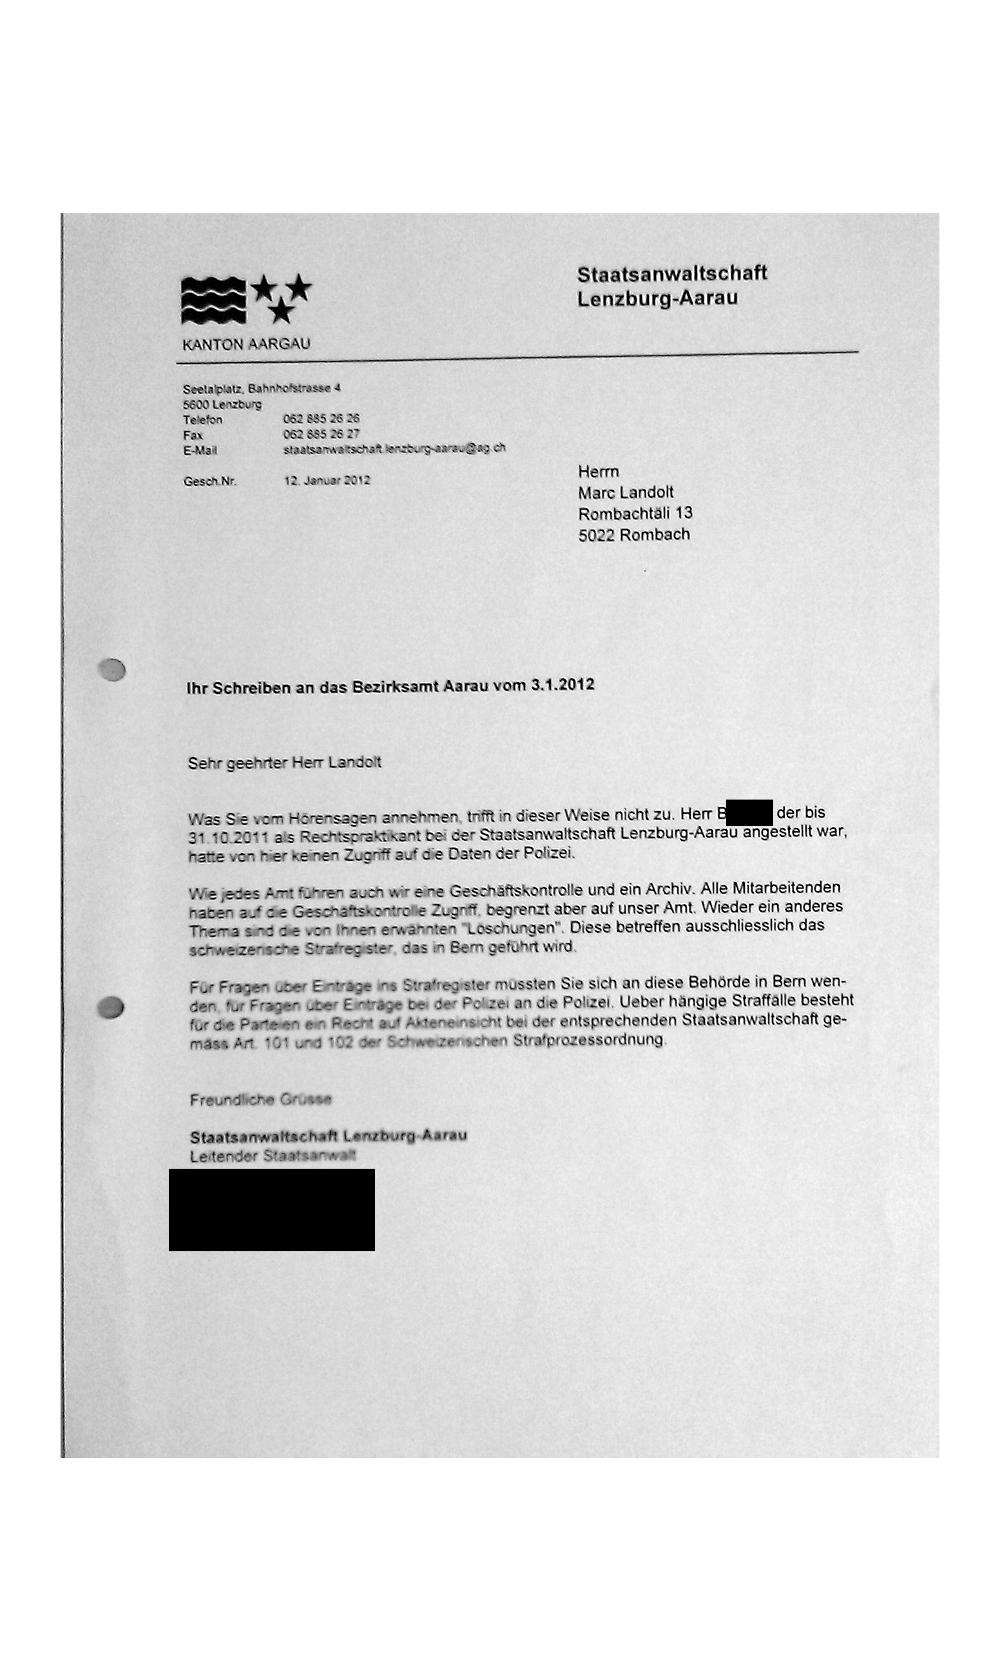 Staatsanwaltschaft
Lenzburg-Aarau
KANTON AARGAU
Seetalplatz, Bahnhofstrasse 4
5600 Lenzburg
Telefon 062 885 26 26
Fax 062 885 26 27
E-Mail staatsanwaltschaft.lenzburg-aarau@ag.ch
Gesch.Nr. 12. Januar 2012
Herrn
Marc Landolt
Rombachtäli 13
5022 Rombach
Ihr Schreiben an das Bezirksamt Aarau vom 3.1.2012
Sehr geehrter Herr Landolt
Was Sie vom Hörensagen annehmen, trifft in dieser Weise nicht zu. Herr B der bis
31.10.2011 als Rechtspraktikant bei der Staatsanwaltschaft Lenzburg-Aarau angestellt war,
hatte von hier keinen Zugriff auf die Daten der Polizei.
Wie jedes Amt führen auch wir eine Geschäftskontrolle und ein Archiv. Alle Mitarbeitenden
haben auf die Geschäftskontrolle Zugriff, begrenzt aber auf unser Amt. Wieder ein anderes
Thema sind die von Ihnen erwähnten "Löschungen". Diese betreffen ausschliesslich das
schweizerische Strafregister, das in Bern geführt wird.
Für Fragen über Einträge ins Strafregister müssten Sie sich an diese Behörde in Bern wen-
den, für Fragen über Einträge bei der Polizei an die Polizei. Ueber hängige Straffälle besteht
für die Parteien ein Recht auf Akteneinsicht bei der entsprechenden Staatsanwaltschaft ge-
mäss Art. 101 und 102 der Schweizerischen Strafprozessordnung.
Freundliche Grüsse
Staatsanwaltschaft Lenzburg-Aarau
Leitender Staatsanwalt